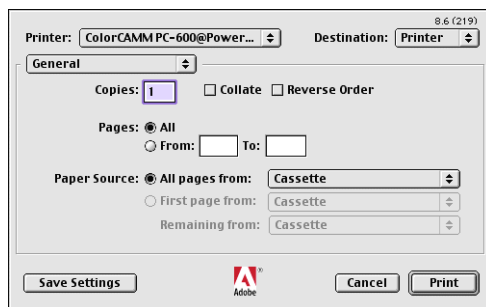 8.6 (219)
Printer: ColorCAMM PC-600@Power... Destination: Printer
General
Copies: 1 Collate Reverse Order
Pages: All
From: To:
Paper Source: All pages from: Cassette
First page from: Cassette
Remaining from: Cassette
Save Settings Adobe Cancel Print